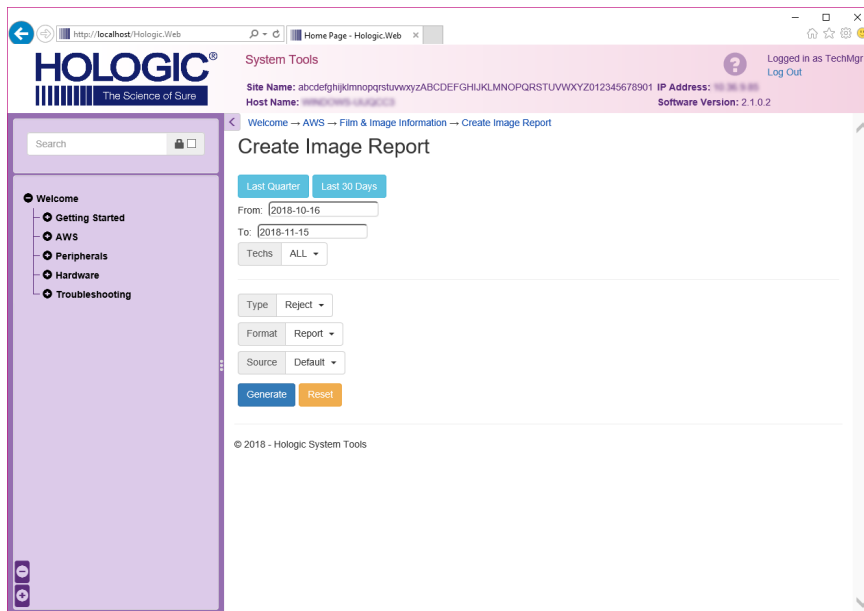 http://localhost/Hologic.Web
Home Page - Hologic.Web
HOLOGIC®
The Science of Sure
System Tools
Logged in as TechMgr
Log Out
Site Name: abcdefghijklmnopqrstuvwxyzABCDEFGHIJKLMNOPQRSTUVWXYZ012345678901 IP Address:
Host Name:
Software Version: 2.1.0.2
Search
Welcome → AWS → Film & Image Information → Create Image Report
Create Image Report
Welcome
Getting Started
AWS
Peripherals
Hardware
Troubleshooting
Last Quarter Last 30 Days
From: 2018-10-16
To: 2018-11-15
Techs ALL
Type Reject
Format Report
Source Default
Generate Reset
© 2018 - Hologic System Tools